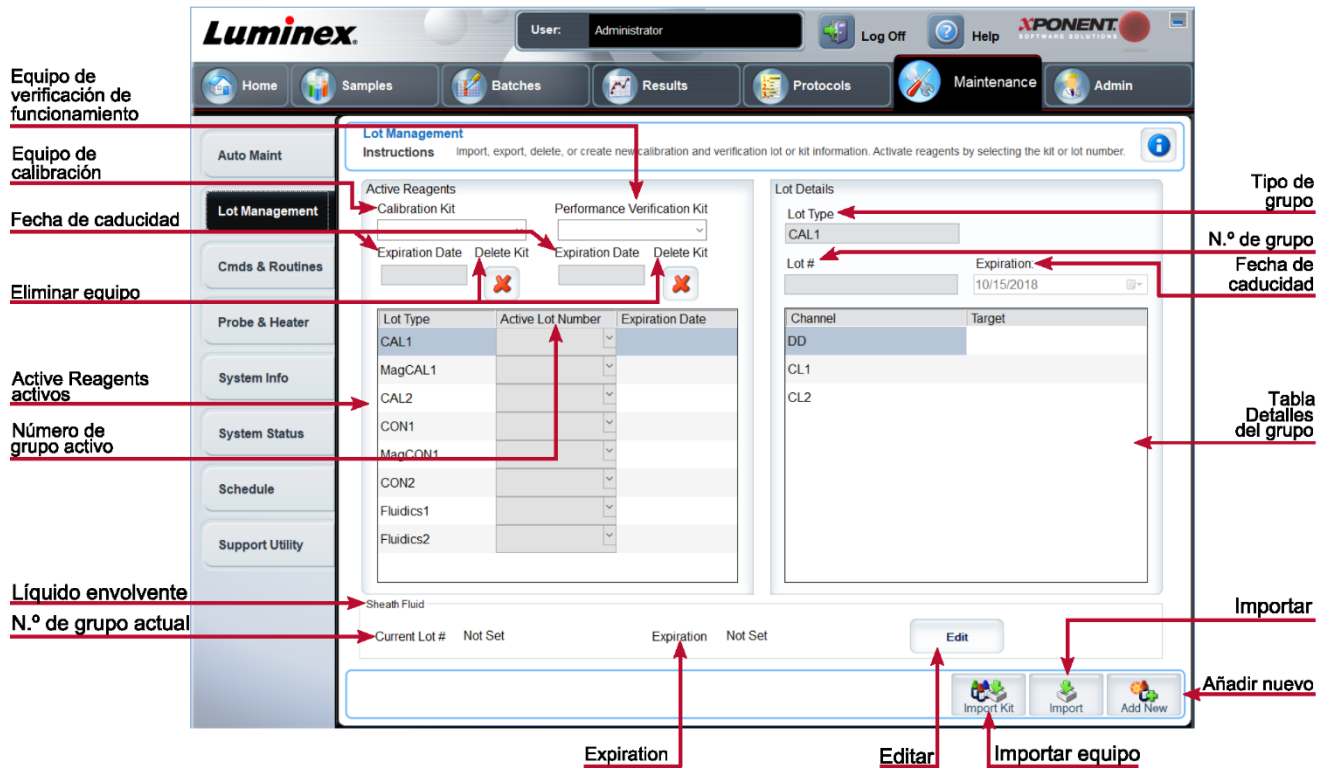 Luminex.
User: Administrator
Log Off
Help
XPONENT.
SOFTWARE SOLUTIONS
Home
Samples
Batches
Results
Protocols
Maintenance
Admin
Equipo de
verificación de
funcionamiento
Equipo de
calibración
Fecha de caducidad
Eliminar equipo
Active Reagents
activos
Número de
grupo activo
Líquido envolvente
N.º de grupo actual
Auto Maint
Lot Management
Cmds & Routines
Probe & Heater
System Info
System Status
Schedule
Support Utility
Lot Management
Instructions Import, export, delete, or create new calibration and verification lot or kit information. Activate reagents by selecting the kit or lot number.
Active Reagents
Calibration Kit
Performance Verification Kit
Expiration Date
Delete Kit
Expiration Date
Delete Kit
Lot Type
Active Lot Number
Expiration Date
CAL1
MagCAL1
CAL2
CON1
MagCON1
CON2
Fluidics1
Fluidics2
Lot Details
Lot Type
CAL1
Lot #
Expiration:
10/15/2018
Channel
Target
DD
CL1
CL2
Sheath Fluid
Current Lot # Not Set
Expiration Not Set
Edit
Import Kit
Import
Add New
Tipo de
grupo
N.º de grupo
Fecha de
caducidad
Tabla
Detalles
del grupo
Importar
Añadir nuevo
Expiration
Editar
Importar equipo